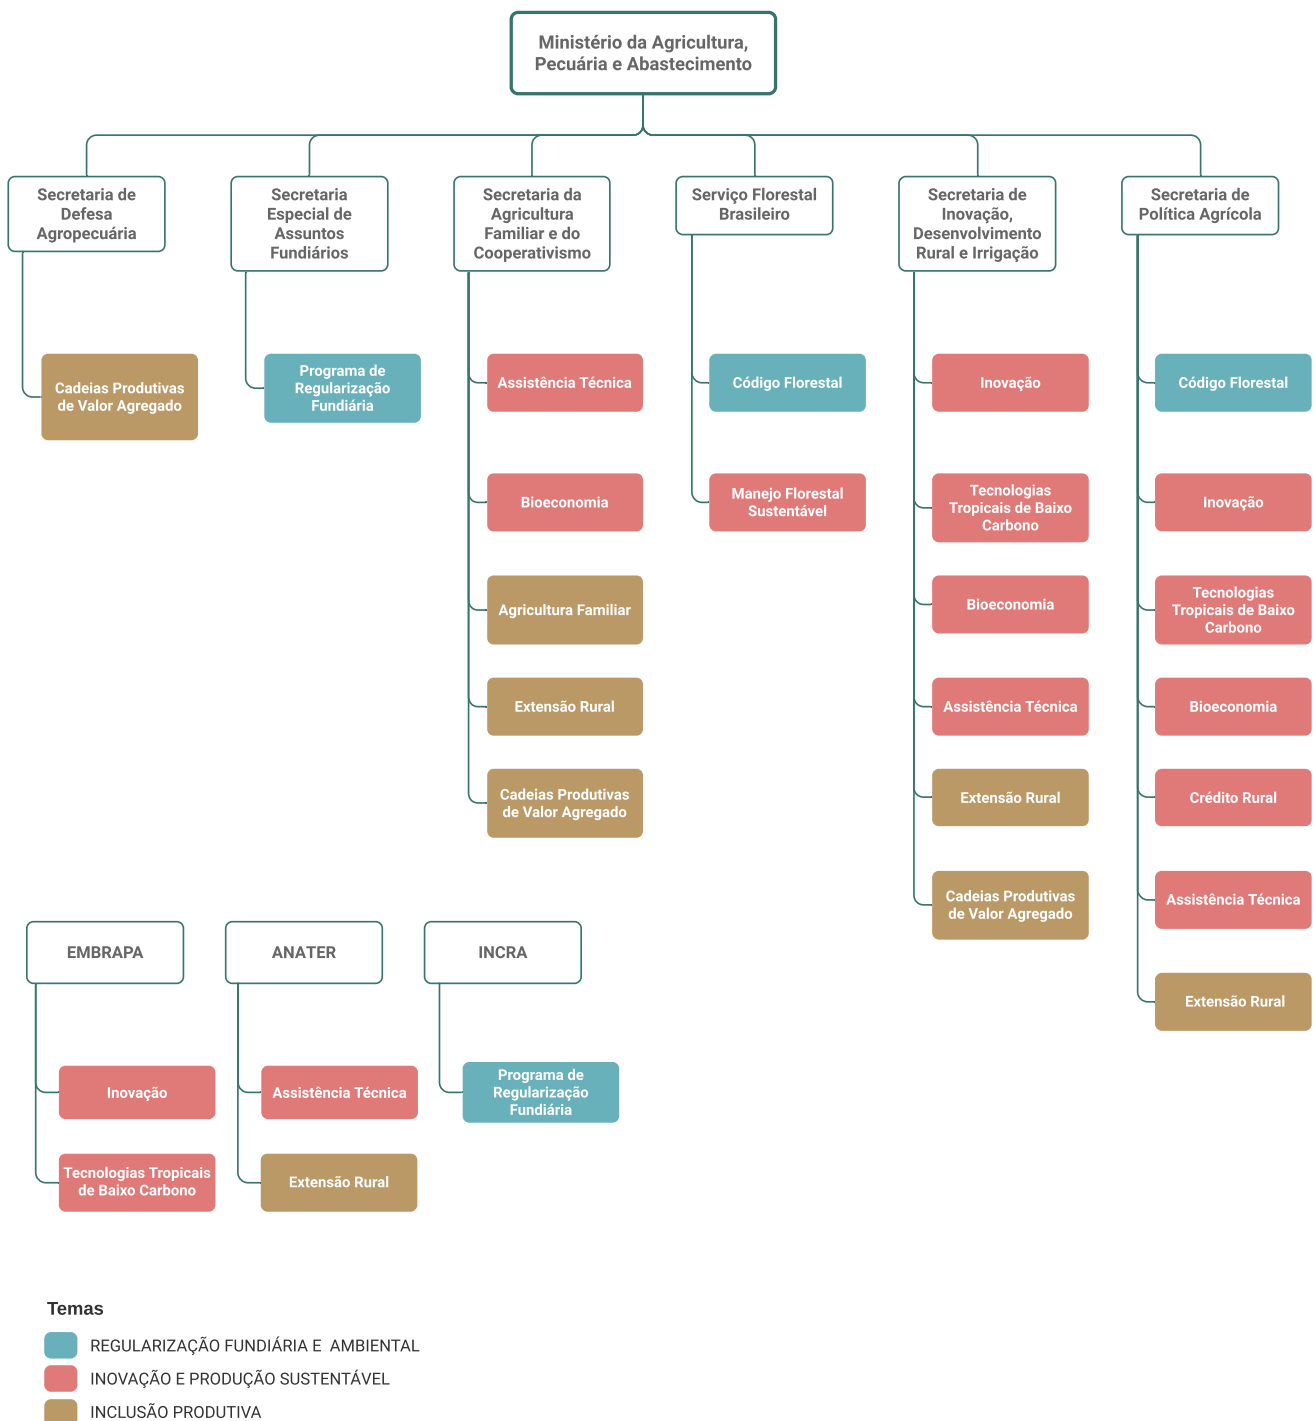 Ministério da Agricultura,
Pecuária e Abastecimento
Secretaria de
Defesa
Agropecuária
Secretaria
Especial de
Assuntos
Fundiários
Secretaria da
Agricultura
Familiar e do
Cooperativismo
Serviço Florestal
Brasileiro
Secretaria de
Inovação,
Desenvolvimento
Rural e Irrigação
Secretaria de
Política Agrícola
Cadeias Produtivas
de Valor Agregado
Programa de
Regularização
Fundiária
Assistência Técnica
Bioeconomia
Agricultura Familiar
Extensão Rural
Cadeias Produtivas
de Valor Agregado
Código Florestal
Manejo Florestal
Sustentável
Inovação
Tecnologias
Tropicais de Baixo
Carbono
Bioeconomia
Assistência Técnica
Extensão Rural
Cadeias Produtivas
de Valor Agregado
Código Florestal
Inovação
Tecnologias
Tropicais de Baixo
Carbono
Bioeconomia
Crédito Rural
Assistência Técnica
Extensão Rural
EMBRAPA
Inovação
Tecnologias Tropicais
de Baixo Carbono
ANATER
Assistência Técnica
Extensão Rural
INCRA
Programa de
Regularização
Fundiária
Temas
REGULARIZAÇÃO FUNDIÁRIA E  AMBIENTAL
INOVAÇÃO E PRODUÇÃO SUSTENTÁVEL
INCLUSÃO PRODUTIVA